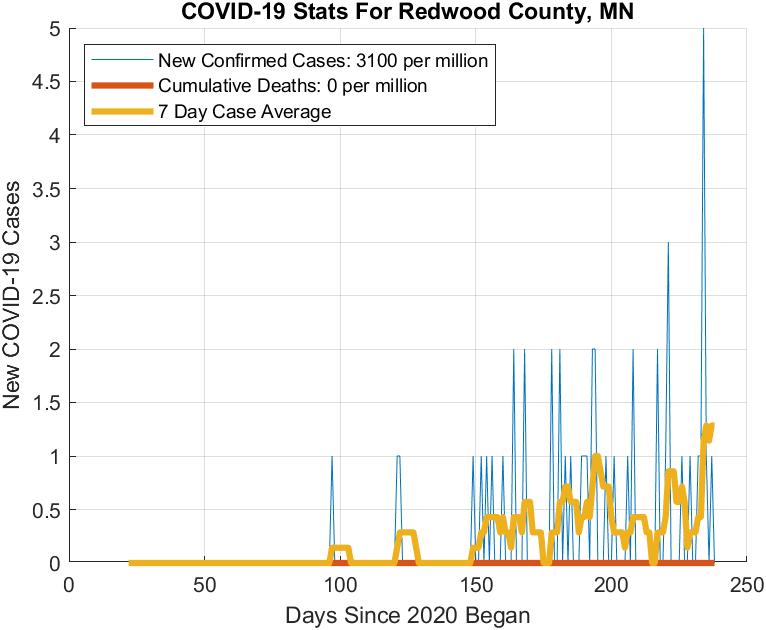 COVID-19 Stats For Redwood County, MN
5
4.5
4
3.5
3
2.5
2
1.5
1
0.5
0
New COVID-19 Cases
New Confirmed Cases: 3100 per million
Cumulative Deaths: 0 per million
7 Day Case Average
0 50 100 150 200 250
Days Since 2020 Began